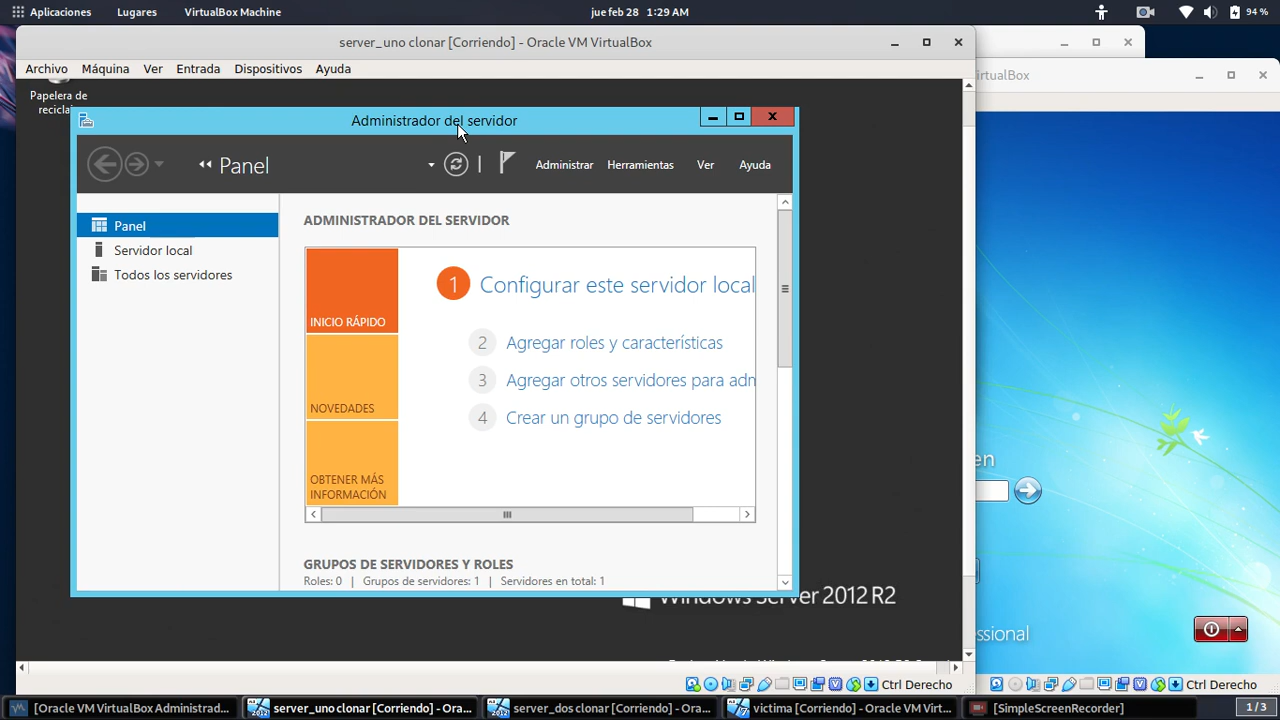 Aplicaciones Lugares VirtualBox Machine jue feb 28 1:29 AM 94 %
server_uno clonar [Corriendo] - Oracle VM VirtualBox
Archivo Máquina Ver Entrada Dispositivos Ayuda
irtualBox
Papelera de
recicla
Administrador del servidor
Panel
Administrar Herramientas Ver Ayuda
Panel
Servidor local
Todos los servidores
ADMINISTRADOR DEL SERVIDOR
INICIO RÁPIDO
NOVEDADES
OBTENER MÁS
INFORMACIÓN
1 Configurar este servidor local
2 Agregar roles y características
3 Agregar otros servidores para adm
4 Crear un grupo de servidores
GRUPOS DE SERVIDORES Y ROLES
Roles: 0 | Grupos de servidores: 1 | Servidores en total: 1
Windows Server 2012 R2
en
ssional
Ctrl Derecho
Ctrl Derecho
[Oracle VM VirtualBox Administrad... server_uno clonar [Corriendo] - Ora... server_dos clonar [Corriendo] - Ora... victima [Corriendo] - Oracle VM Virt... [SimpleScreenRecorder] 1 / 3